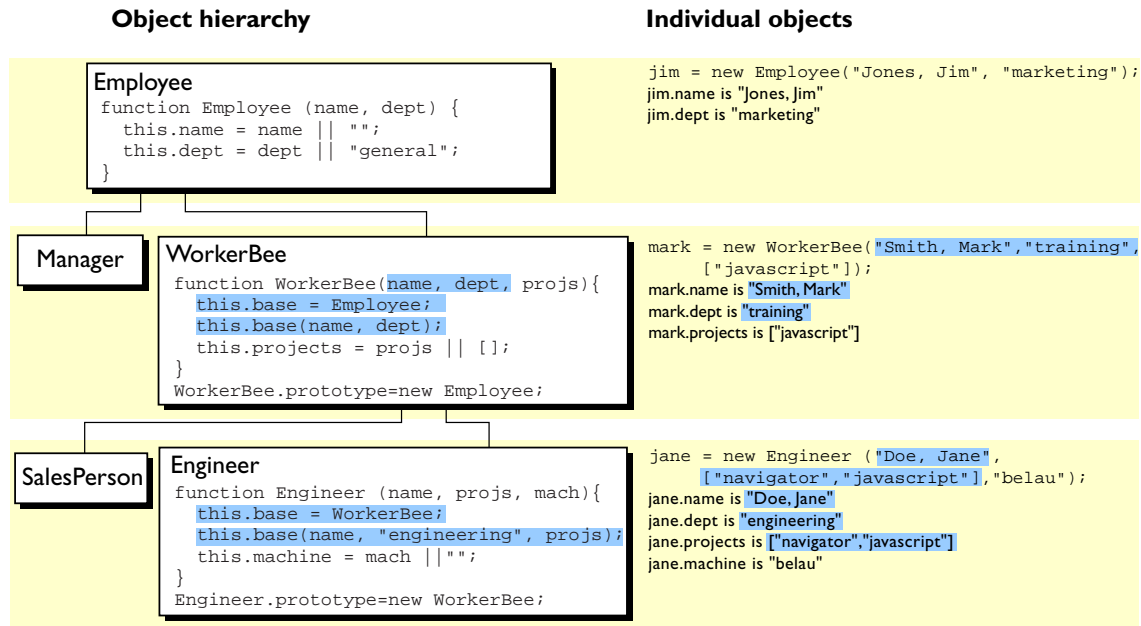 Object hierarchy
Individual objects
Employee
function Employee (name, dept) {
this.name = name || "";
this.dept = dept || "general";
}
jim = new Employee("Jones, Jim", "marketing");
jim.name is "Jones, Jim"
jim.dept is "marketing"
Manager
WorkerBee
function WorkerBee(name, dept, projs){
this.base = Employee;
this.base(name, dept);
this.projects = projs || [];
}
WorkerBee.prototype=new Employee;
mark = new WorkerBee("Smith, Mark","training",
["javascript"]);
mark.name is "Smith, Mark"
mark.dept is "training"
mark.projects is ["javascript"]
SalesPerson
Engineer
function Engineer (name, projs, mach){
this.base = WorkerBee;
this.base(name, "engineering", projs);
this.machine = mach ||"";
}
Engineer.prototype=new WorkerBee;
jane = new Engineer ("Doe, Jane",
["navigator","javascript"],"belau");
jane.name is "Doe, Jane"
jane.dept is "engineering"
jane.projects is ["navigator","javascript"]
jane.machine is "belau"